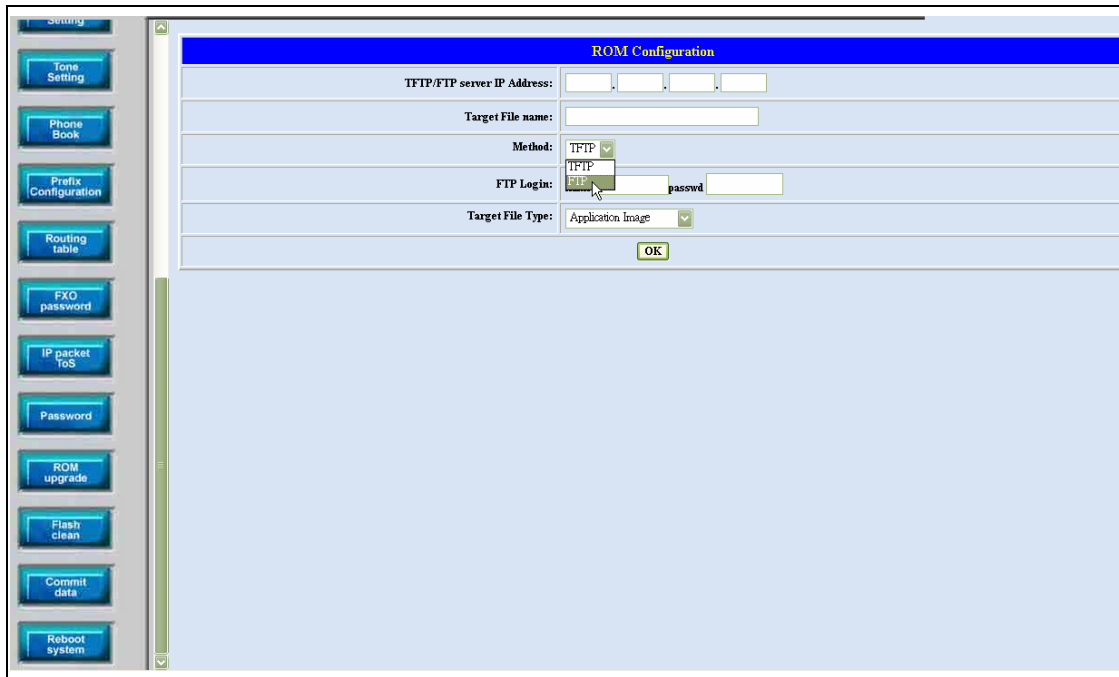 Setting
Tone
Setting
Phone
Book
Prefix
Configuration
Routing
table
FXO
password
IP packet
ToS
Password
ROM
upgrade
Flash
clean
Commit
data
Reboot
system
ROM Configuration
TFTP/FTP server IP Address: . . .
Target File name:
Method: TFTP
TFTP
FTP
FTP Login: passwd
Target File Type: Application Image
OK